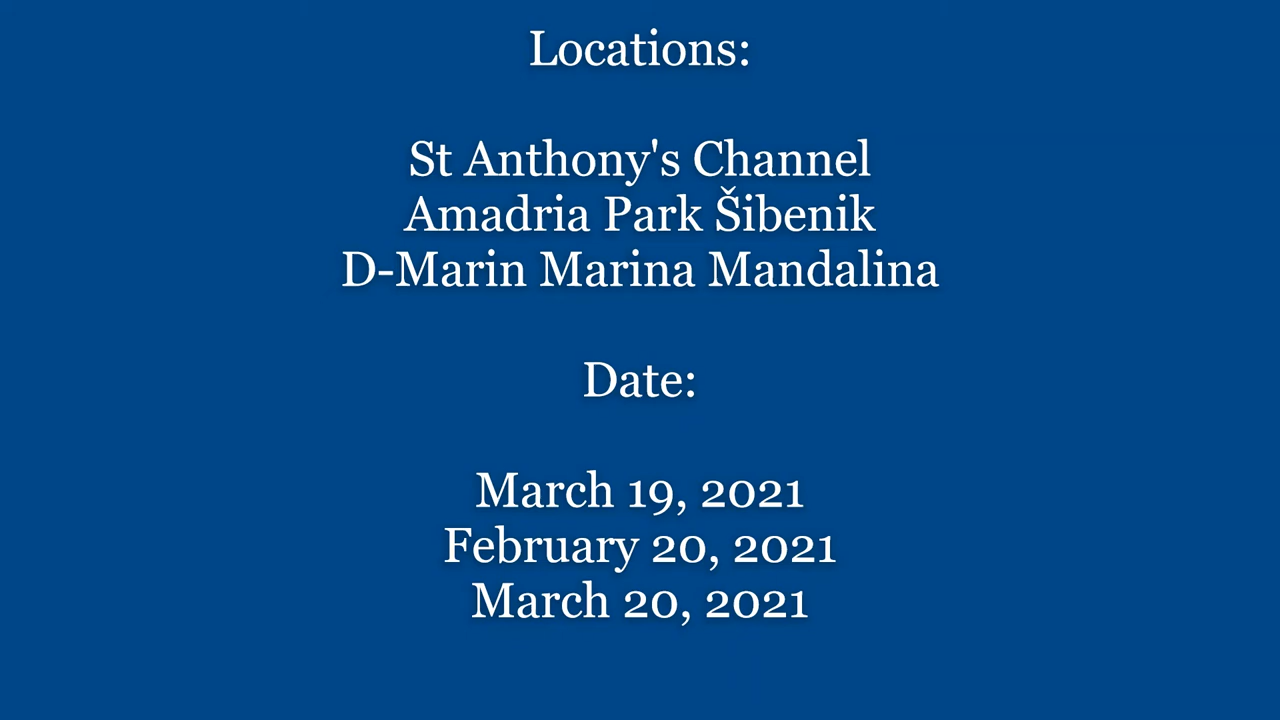 Locations:
St Anthony's Channel
Amadria Park Šibenik
D-Marin Marina Mandalina
Date:
March 19, 2021
February 20, 2021
March 20, 2021